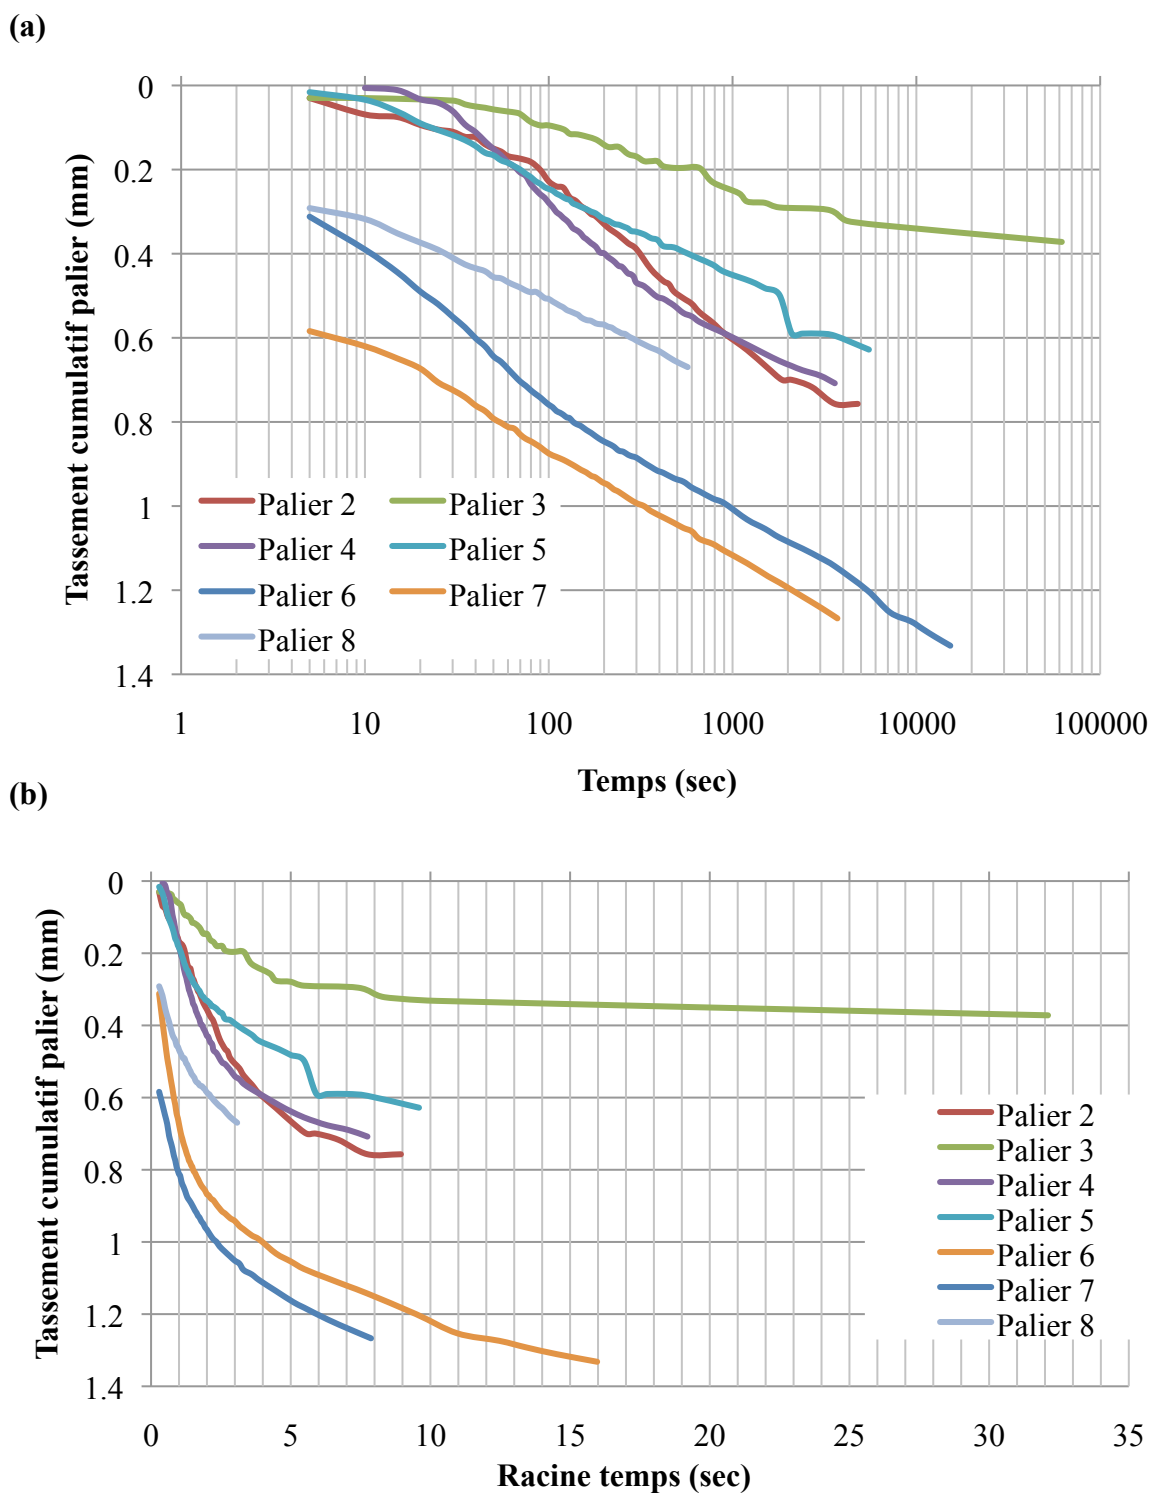 (a)
0
0.2
0.4
0.6
0.8
1
1.2
1.4
Tassement cumulatif palier (mm)
Palier 2 Palier 3
Palier 4 Palier 5
Palier 6 Palier 7
Palier 8
1 10 100 1000 10000 100000
Temps (sec)
(b)
0
0.2
0.4
0.6
0.8
1
1.2
1.4
Tassement cumulatif palier (mm)
Palier 2
Palier 3
Palier 4
Palier 5
Palier 6
Palier 7
Palier 8
0 5 10 15 20 25 30 35
Racine temps (sec)